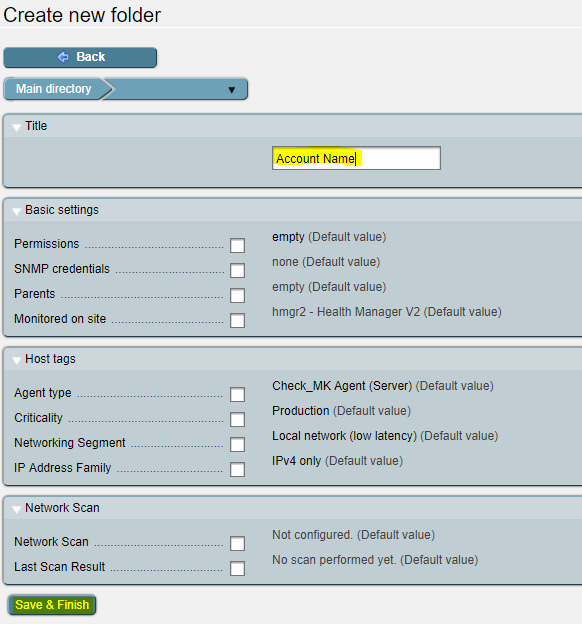 Create new folder
Back
Main directory
Title
Account Name
Basic settings
Permissions ........................................ empty (Default value)
SNMP credentials ........................................ none (Default value)
Parents ........................................ empty (Default value)
Monitored on site ........................................ hmgr2 - Health Manager V2 (Default value)
Host tags
Agent type ........................................ Check_MK Agent (Server) (Default value)
Criticality ........................................ Production (Default value)
Networking Segment ........................................ Local network (low latency) (Default value)
IP Address Family ........................................ IPv4 only (Default value)
Network Scan
Network Scan ........................................ Not configured. (Default value)
Last Scan Result ........................................ No scan performed yet. (Default value)
Save & Finish